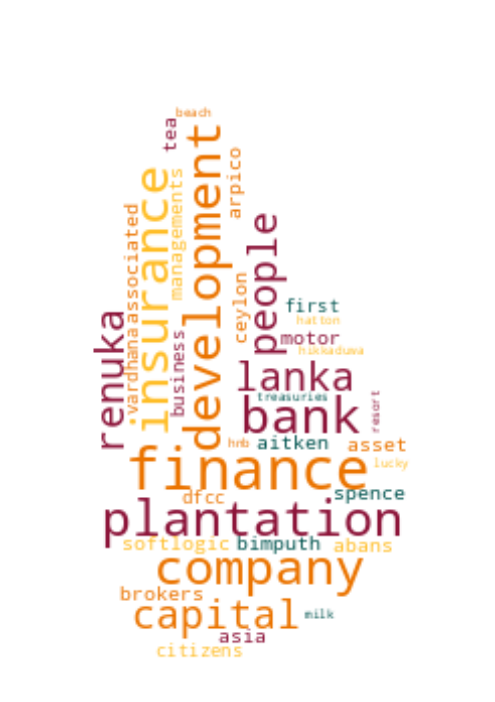 beach
tea
development
arpico
insurance
managements
associated
people
ceylon
first
hatton
renuka
vardhana
business
motor
hikkaduwa
lanka
treasuries
resort
bank
hnb
aitken
asset
finance
lucky
dfcc
spence
plantation
softlogic
bimputh
abans
company
brokers
capital
milk
asia
citizens